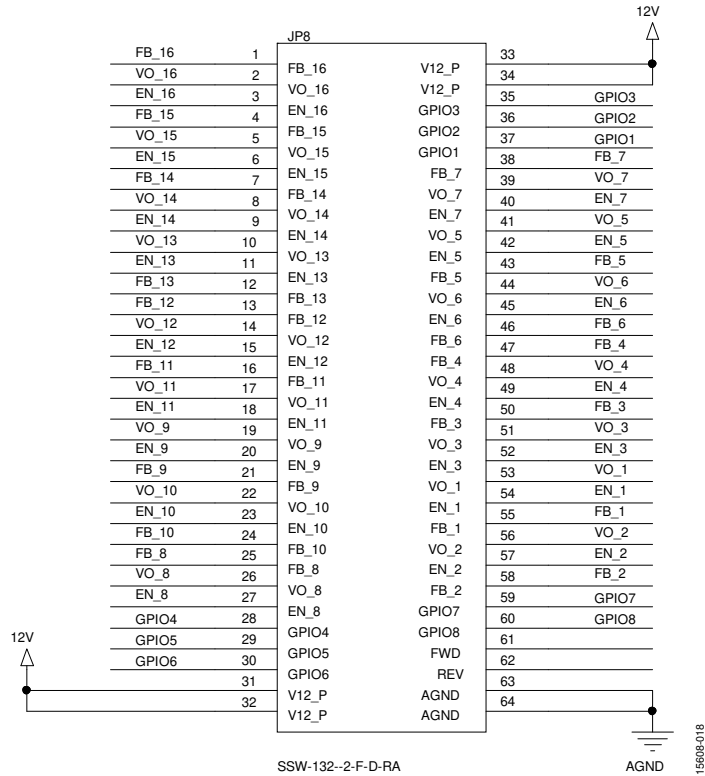 12V
JP8
FB_16 1 FB_16 V12_P 33
VO_16 2 VO_16 V12_P 34
EN_16 3 EN_16 GPIO3 35 GPIO3
FB_15 4 FB_15 GPIO2 36 GPIO2
VO_15 5 VO_15 GPIO1 37 GPIO1
EN_15 6 EN_15 FB_7 38 FB_7
FB_14 7 FB_14 VO_7 39 VO_7
VO_14 8 VO_14 EN_7 40 EN_7
EN_14 9 EN_14 VO_5 41 VO_5
VO_13 10 VO_13 EN_5 42 EN_5
EN_13 11 EN_13 FB_5 43 FB_5
FB_13 12 FB_13 VO_6 44 VO_6
FB_12 13 FB_12 EN_6 45 EN_6
VO_12 14 VO_12 FB_6 46 FB_6
EN_12 15 EN_12 FB_4 47 FB_4
FB_11 16 FB_11 VO_4 48 VO_4
VO_11 17 VO_11 EN_4 49 EN_4
EN_11 18 EN_11 FB_3 50 FB_3
VO_9 19 VO_9 VO_3 51 VO_3
EN_9 20 EN_9 EN_3 52 EN_3
FB_9 21 FB_9 VO_1 53 VO_1
VO_10 22 VO_10 EN_1 54 EN_1
EN_10 23 EN_10 FB_1 55 FB_1
FB_10 24 FB_10 VO_2 56 VO_2
FB_8 25 FB_8 EN_2 57 EN_2
VO_8 26 VO_8 FB_2 58 FB_2
EN_8 27 EN_8 GPIO7 59 GPIO7
GPIO4 28 GPIO4 GPIO8 60 GPIO8
GPIO5 29 GPIO5 FWD 61
GPIO6 30 GPIO6 REV 62
12V
31 V12_P AGND 63
32 V12_P AGND 64
SSW-132--2-F-D-RA
AGND
15608-018